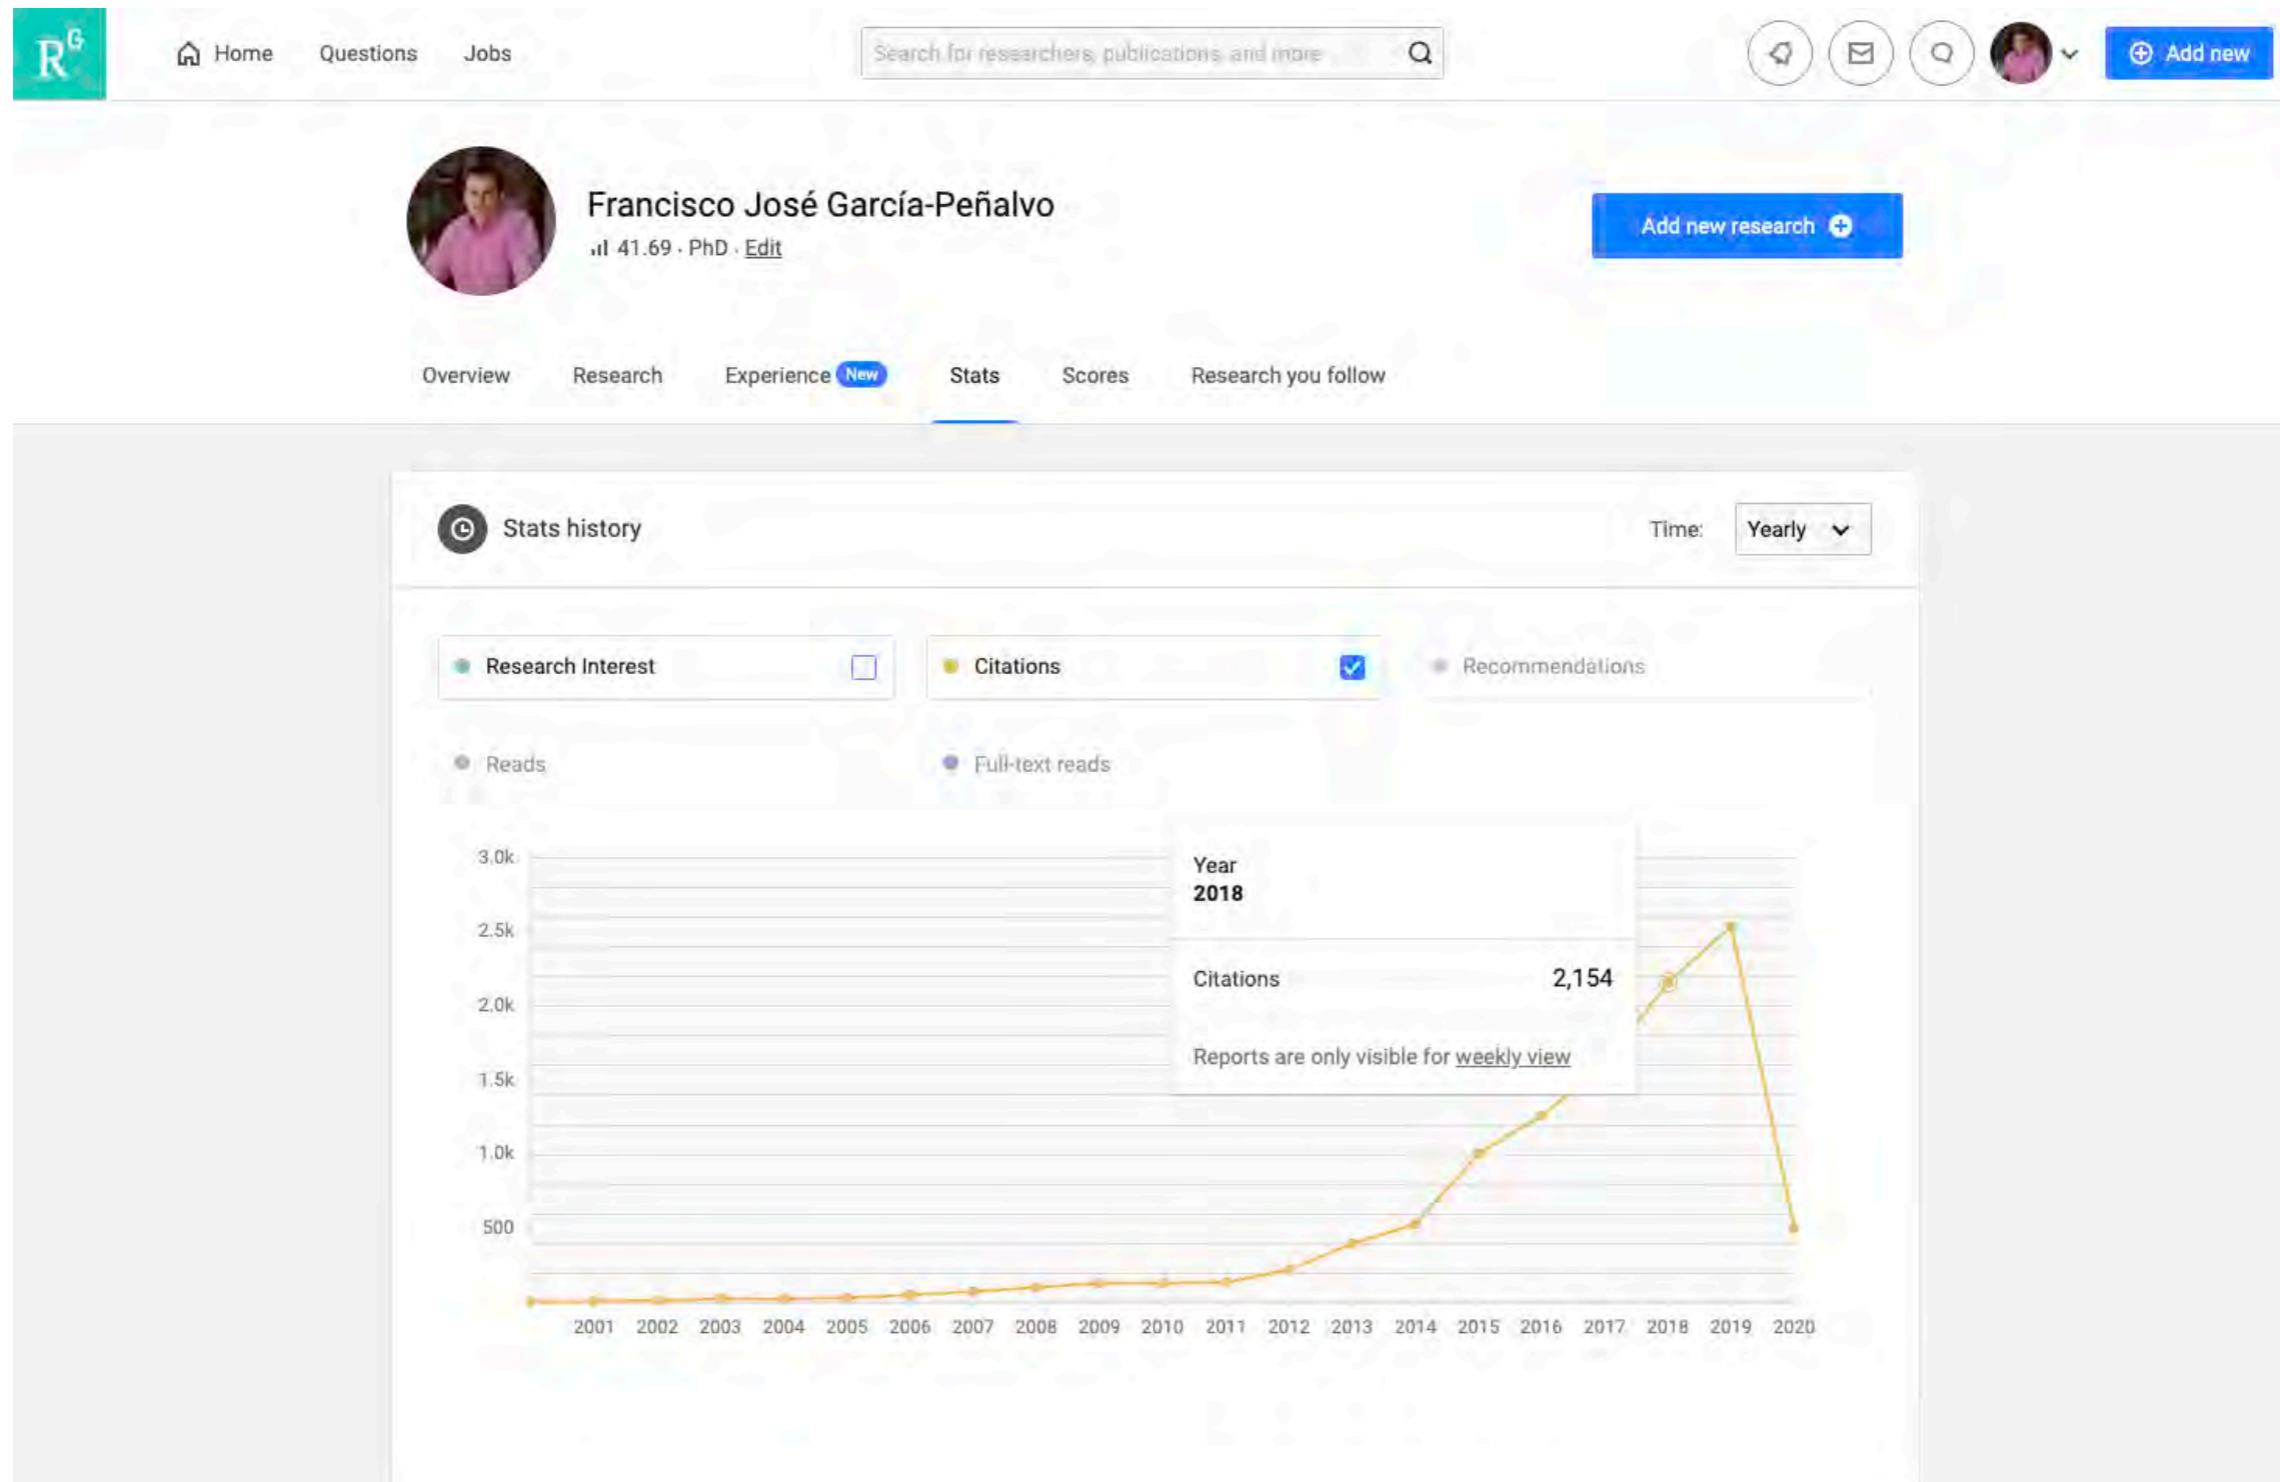 RG
Home Questions Jobs Search for researchers, publications, and more Add new
Francisco José García-Peñalvo
41.69 · PhD · Edit
Add new research
Overview Research Experience New Stats Scores Research you follow
Stats history Time: Yearly
Research Interest Citations Recommendations
Reads Full-text reads
3.0k
2.5k
2.0k
1.5k
1.0k
500
Year
2018
Citations 2,154
Reports are only visible for weekly view
2001 2002 2003 2004 2005 2006 2007 2008 2009 2010 2011 2012 2013 2014 2015 2016 2017 2018 2019 2020